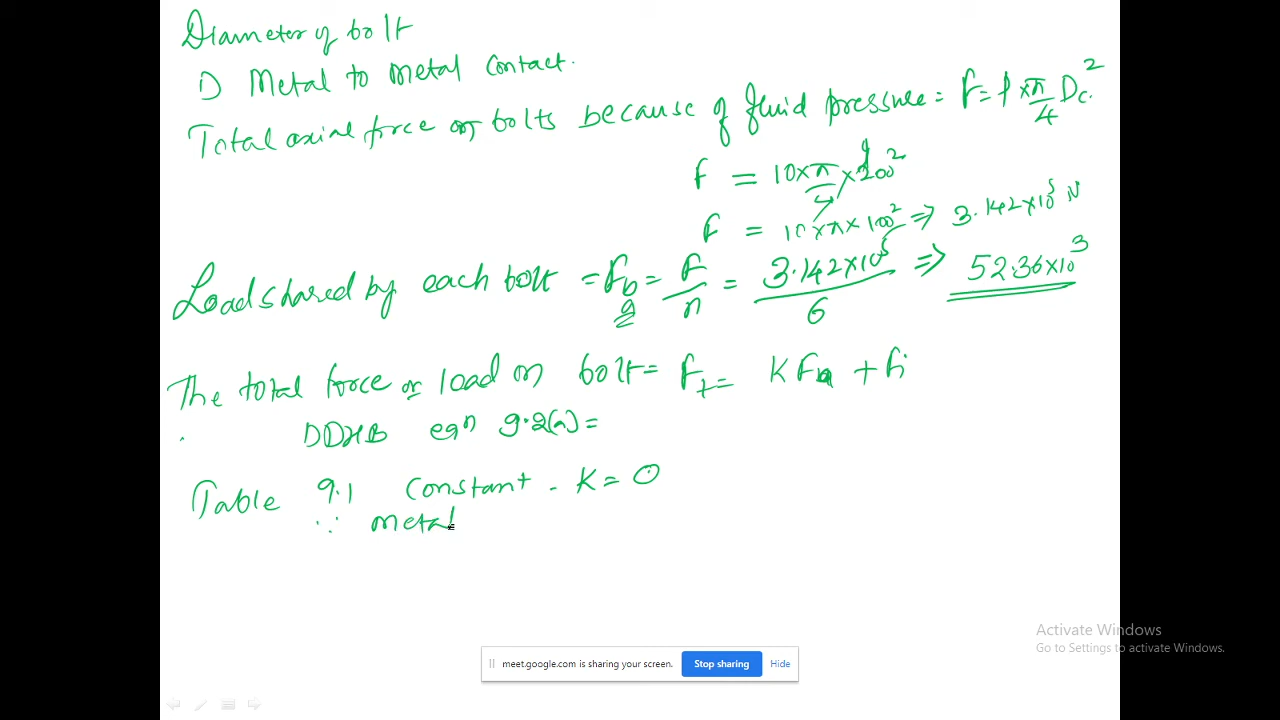 Diameter of bolt
D Metal to Metal Contact.
Total axial force on bolts because of fluid pressure = F = P × π/4 Dc²
F = 10 × π/4 × 200²
F = 10 × π × 100² ⇒ 3.142 × 10⁵ N
Load shared by each bolt = F = F/n = 3.142 × 10⁵/6 ⇒ 52.36 × 10³
The total force or load on bolt = Ft = KFa + Fi
DDHB eqn 9.2(a) =
Table 9.1 Constant - K = 0
∵ metal
Activate Windows
Go to Settings to activate Windows.
meet.google.com is sharing your screen. Stop sharing Hide